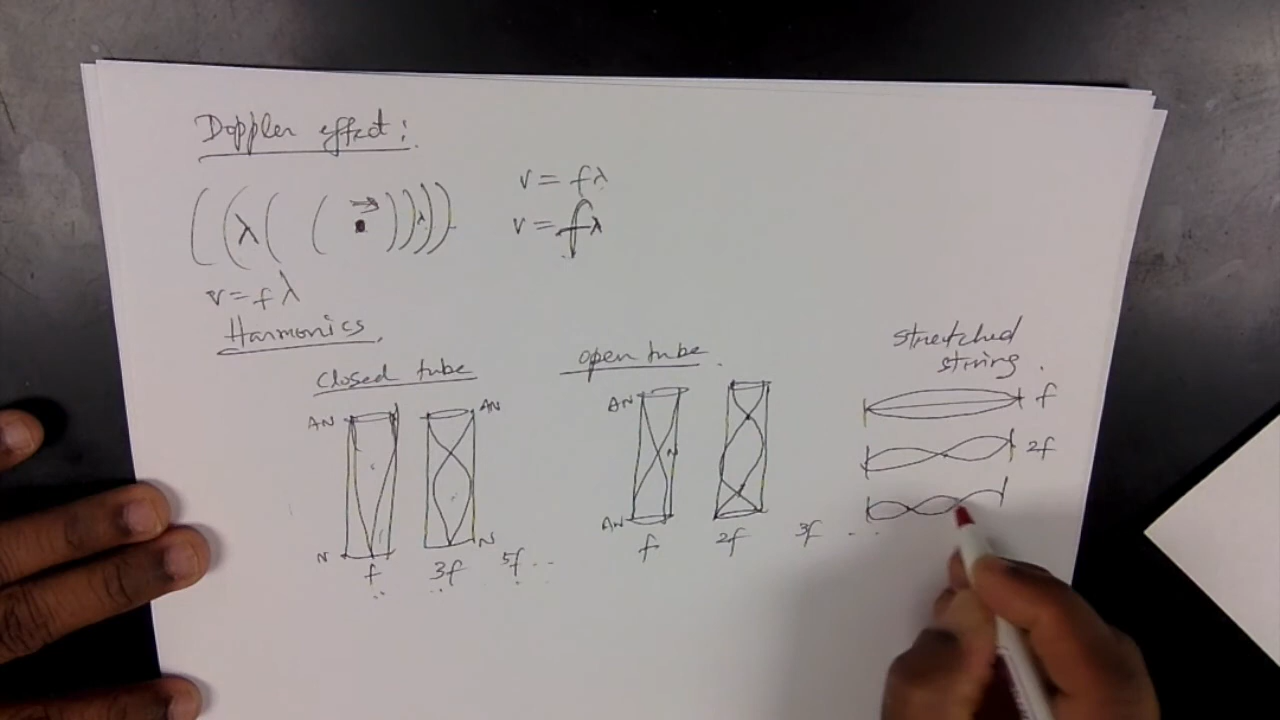 Doppler effect:
((λ( ( → ))λ))
v = fλ
v = fλ
v = fλ
Harmonics.
closed tube
open tube.
stretched
string.
AN
AN
AN
N
f
AN
N
f
2f
N
N
AN
f
3f
5f ...
f
2f
3f ...